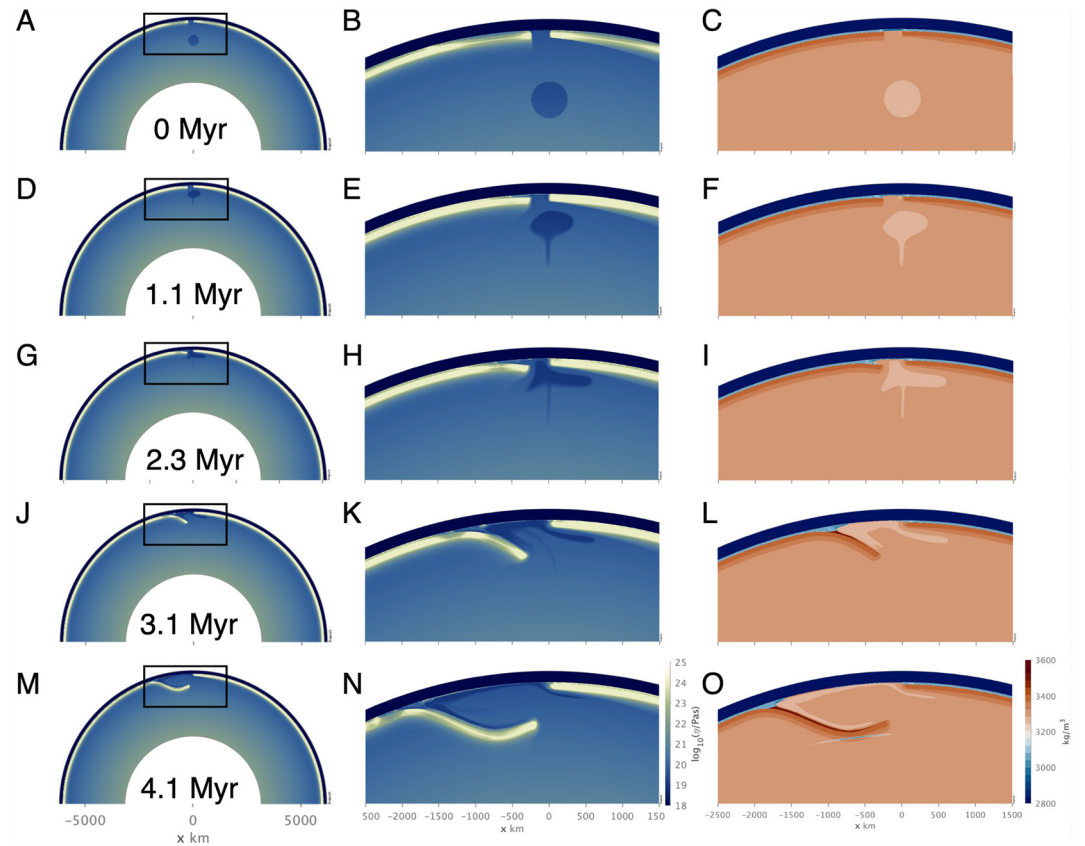 A
B
C
0 Myr
D
E
F
1.1 Myr
G
H
I
2.3 Myr
J
K
L
3.1 Myr
M
N
O
4.1 Myr
25
24
23
22
21
20
19
18
log10(η/Pas)
3600
3400
3200
3000
2800
kg/m³
−5000 0 5000
x km
500 −2000 −1500 −1000 −500 0 500 1000 150
x km
−2500 −2000 −1500 −1000 −500 0 500 1000 1500
x km